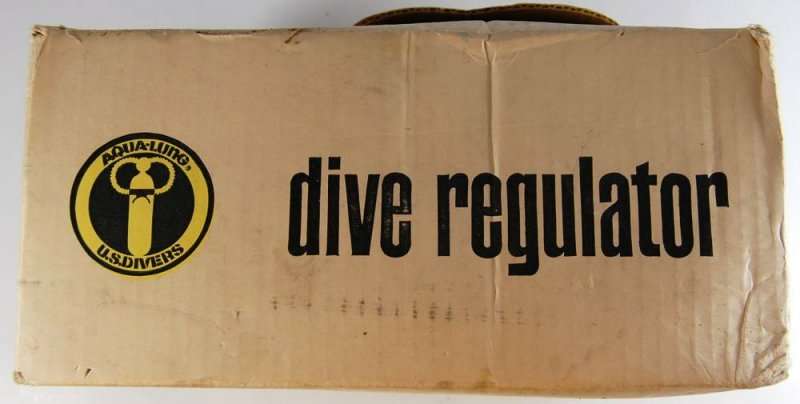 AQUA-LUNG®
U.S.DIVERS
dive regulator